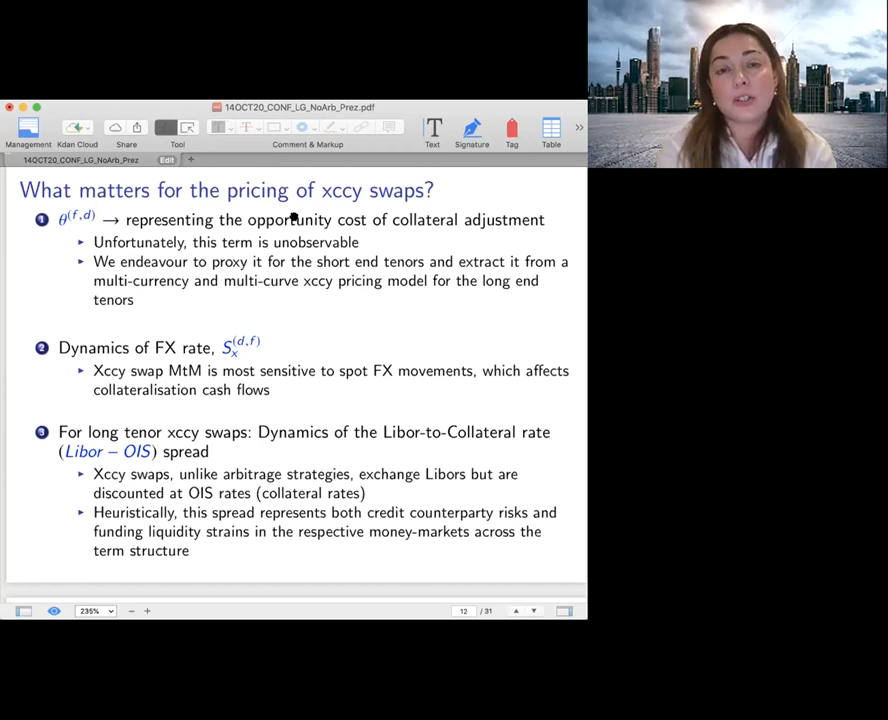 14OCT20_CONF_LG_NoArb_Prez.pdf
Management
Kdan Cloud
Share
Tool
Comment & Markup
Text
Signature
Tag
Table
14OCT20_CONF_LG_NoArb_Prez
Edit
What matters for the pricing of xccy swaps?
1 θ(f,d) → representing the opportunity cost of collateral adjustment
▸ Unfortunately, this term is unobservable
▸ We endeavour to proxy it for the short end tenors and extract it from a
multi-currency and multi-curve xccy pricing model for the long end
tenors
2 Dynamics of FX rate, Sx(d,f)
▸ Xccy swap MtM is most sensitive to spot FX movements, which affects
collateralisation cash flows
3 For long tenor xccy swaps: Dynamics of the Libor-to-Collateral rate
(Libor − OIS) spread
▸ Xccy swaps, unlike arbitrage strategies, exchange Libors but are
discounted at OIS rates (collateral rates)
▸ Heuristically, this spread represents both credit counterparty risks and
funding liquidity strains in the respective money-markets across the
term structure
235%
12 / 31